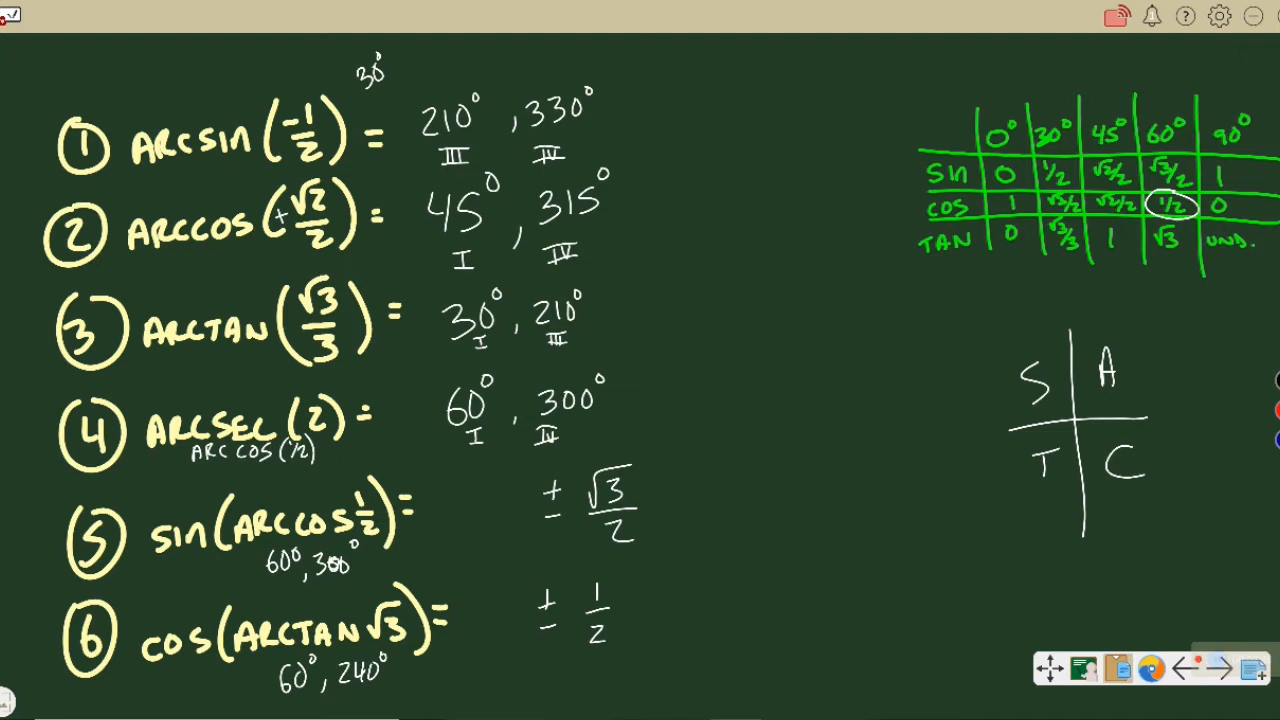 30°
① ARCSIN(-1/2) = 210°, 330°
III IV
② ARCCOS(+√2/2) = 45°, 315°
I IV
③ ARCTAN(√3/3) = 30°, 210°
I III
④ ARCSEC(2) = 60°, 300°
ARCCOS(1/2) I IV
⑤ sin(ARCCOS 1/2) = ± √3/2
60°, 300°
⑥ cos(ARCTAN √3) = ± 1/2
60°, 240°
0° 30° 45° 60° 90°
sin 0 1/2 √2/2 √3/2 1
cos 1 √3/2 √2/2 1/2 0
TAN 0 √3/3 1 √3 UND.
S A
T C